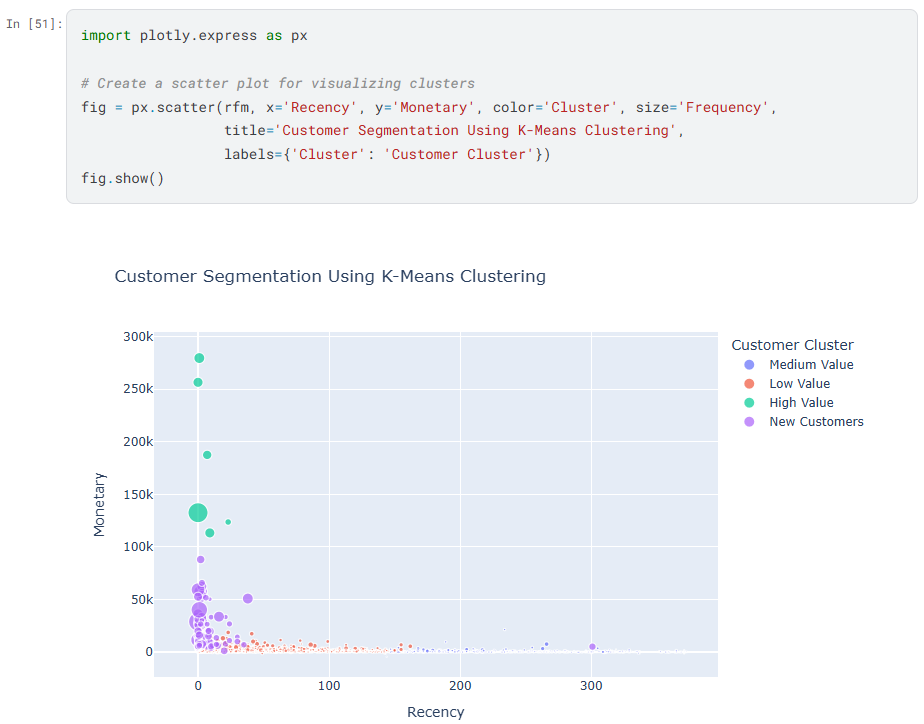 In [51]:
import plotly.express as px
# Create a scatter plot for visualizing clusters
fig = px.scatter(rfm, x='Recency', y='Monetary', color='Cluster', size='Frequency',
title='Customer Segmentation Using K-Means Clustering',
labels={'Cluster': 'Customer Cluster'})
fig.show()
Customer Segmentation Using K-Means Clustering
300k
250k
200k
150k
100k
50k
0
Monetary
0 100 200 300
Recency
Customer Cluster
Medium Value
Low Value
High Value
New Customers